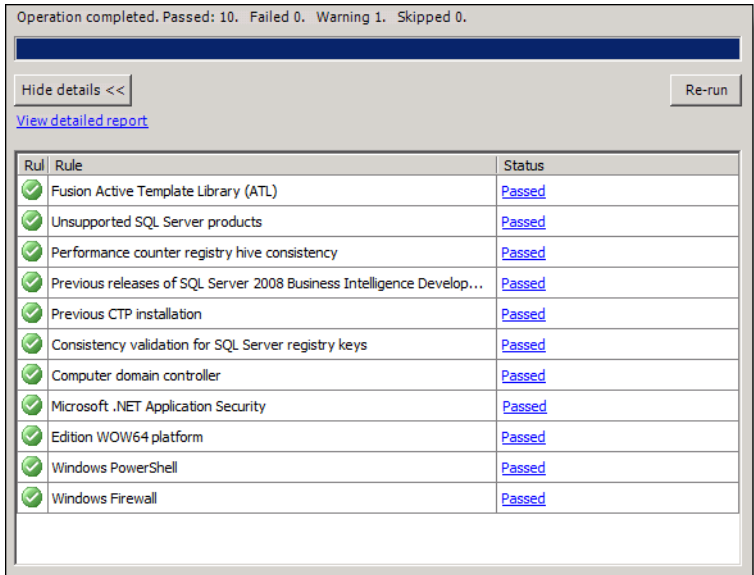 Operation completed. Passed: 10. Failed 0. Warning 1. Skipped 0.
Hide details <<
Re-run
View detailed report
Rul Rule Status
Fusion Active Template Library (ATL) Passed
Unsupported SQL Server products Passed
Performance counter registry hive consistency Passed
Previous releases of SQL Server 2008 Business Intelligence Develop... Passed
Previous CTP installation Passed
Consistency validation for SQL Server registry keys Passed
Computer domain controller Passed
Microsoft .NET Application Security Passed
Edition WOW64 platform Passed
Windows PowerShell Passed
Windows Firewall Passed